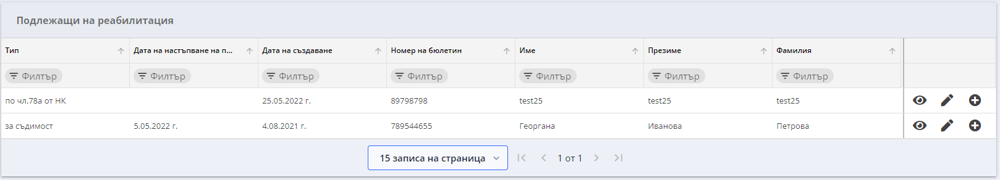 Подлежащи на реабилитация
Тип Дата на настъпване на п... Дата на създаване Номер на бюлетин Име Презиме Фамилия
Филтър Филтър Филтър Филтър Филтър Филтър Филтър
по чл.78а от НК 25.05.2022 г. 89798798 test25 test25 test25
за съдимост 5.05.2022 г. 4.08.2021 г. 789544655 Георгана Иванова Петрова
15 записа на страница 1 от 1